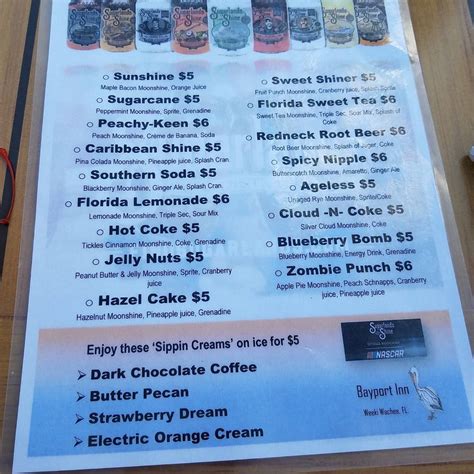 Sunshine $5
Maple Bacon Moonshine, Orange Juice
Sugarcane $5
Peppermint Moonshine, Sprite, Grenadine
Peachy-Keen $6
Peach Moonshine, Creme de Banana, Soda
Caribbean Shine $5
Pina Colada Moonshine, Pineapple juice, Splash Cran.
Southern Soda $5
Blackberry Moonshine, Ginger Ale, Splash Cran.
Florida Lemonade $6
Lemonade Moonshine, Triple Sec, Sour Mix
Hot Coke $5
Tickles Cinnamon Moonshine, Coke, Grenadine
Jelly Nuts $5
Peanut Butter & Jelly Moonshine, Sprite, Cranberry
juice
Hazel Cake $5
Hazelnut Moonshine, Pineapple juice, Grenadine
Sweet Shiner $5
Fruit Punch Moonshine, Cranberry juice, Splash of
Coke
Florida Sweet Tea $6
Sweet Tea Moonshine, Triple Sec, Sour Mix, Splash of
Coke
Redneck Root Beer $6
Root Beer Moonshine, Splash of Jager, Coke
Spicy Nipple $6
Butterscotch Moonshine, Amaretto, Ginger Ale
Ageless $5
Unaged Rye Moonshine, Sprite/Coke
Cloud -N- Coke $5
Silver Cloud Moonshine, Coke
Blueberry Bomb $5
Blueberry Moonshine, Energy Drink, Grenadine
Zombie Punch $6
Apple Pie Moonshine, Peach Schnapps, Cranberry
juice, Pineapple juice
Enjoy these 'Sippin Creams' on ice for $5
Dark Chocolate Coffee
Butter Pecan
Strawberry Dream
Electric Orange Cream
Sugarlands
Shine
NASCAR
Bayport Inn
Weeki Wachee, FL